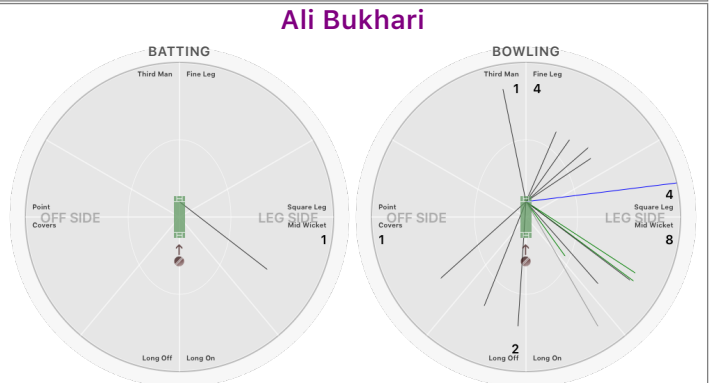 Ali Bukhari
BATTING
Third Man Fine Leg
Point
Covers
OFF SIDE
Square Leg
LEG SIDE
Mid Wicket
1
Long Off Long On
BOWLING
Third Man Fine Leg
1 4
Point
Covers
OFF SIDE
1
4
Square Leg
LEG SIDE
Mid Wicket
8
2
Long Off Long On